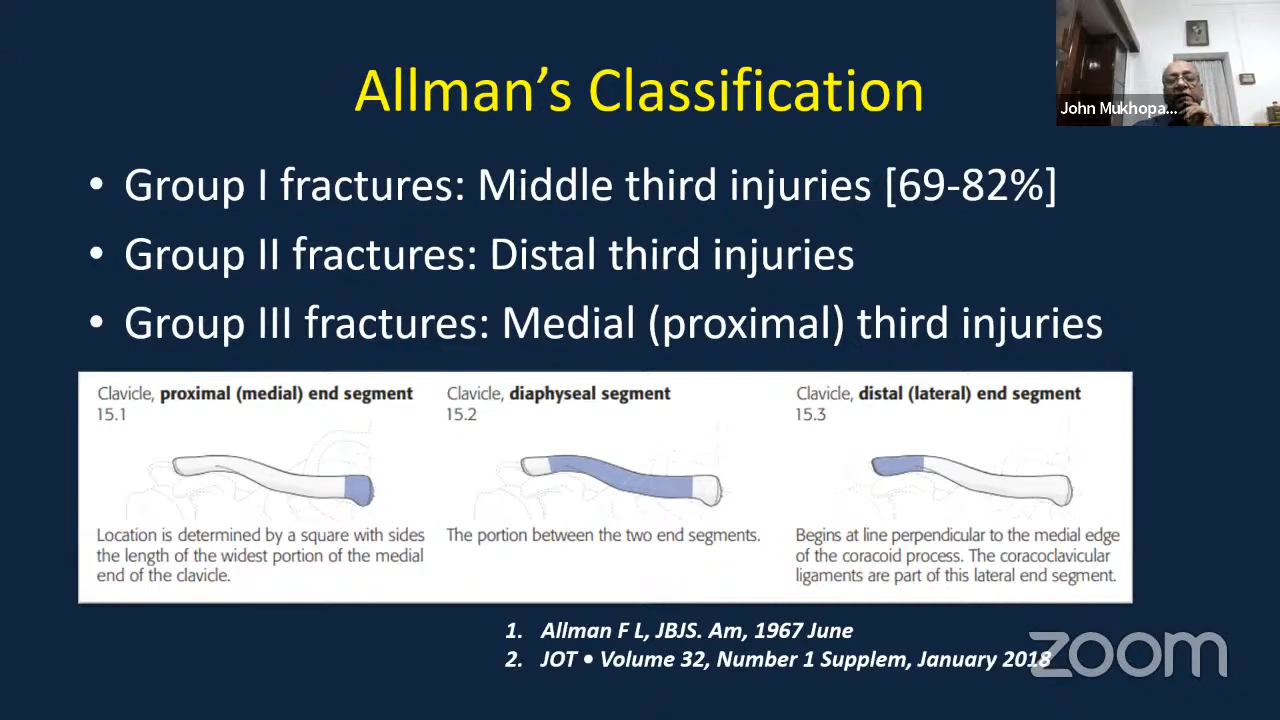 Allman's Classification
John Mukhopa...
• Group I fractures: Middle third injuries [69-82%]
• Group II fractures: Distal third injuries
• Group III fractures: Medial (proximal) third injuries
Clavicle, proximal (medial) end segment
15.1
Location is determined by a square with sides
the length of the widest portion of the medial
end of the clavicle.
Clavicle, diaphyseal segment
15.2
The portion between the two end segments.
Clavicle, distal (lateral) end segment
15.3
Begins at line perpendicular to the medial edge
of the coracoid process. The coracoclavicular
ligaments are part of this lateral end segment.
1. Allman F L, JBJS. Am, 1967 June
2. JOT • Volume 32, Number 1 Supplem, January 2018
zoom